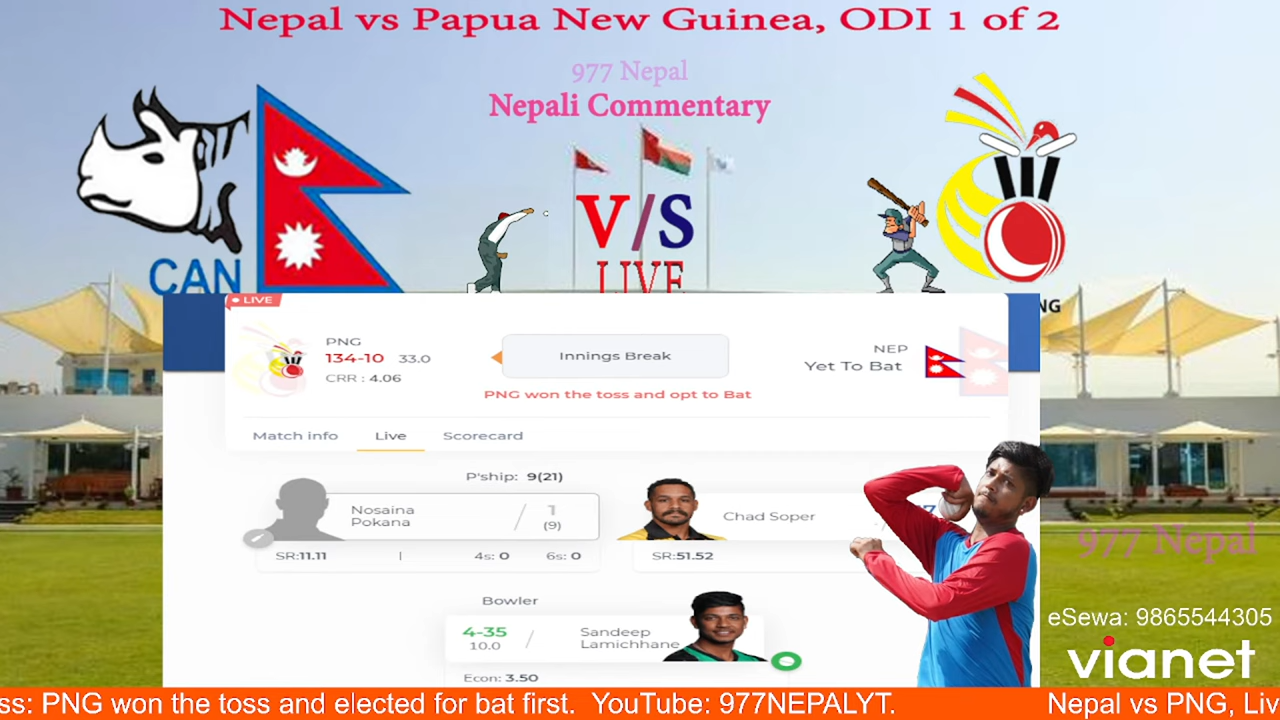 Nepal vs Papua New Guinea, ODI 1 of 2
977 Nepal
Nepali Commentary
V/S
LIVE
CAN
NG
LIVE
PNG
134-10 33.0
CRR : 4.06
Innings Break
NEP
Yet To Bat
PNG won the toss and opt to Bat
Match info Live Scorecard
P'ship: 9(21)
Nosaina
Pokana
/ 1
(9)
Chad Soper
SR:11.11 | 4s: 0 6s: 0
SR:51.52
977 Nepal
Bowler
4-35 /
10.0
Sandeep
Lamichhane
Econ: 3.50
eSewa: 9865544305
vianet
ss: PNG won the toss and elected for bat first. YouTube: 977NEPALYT. Nepal vs PNG, Liv